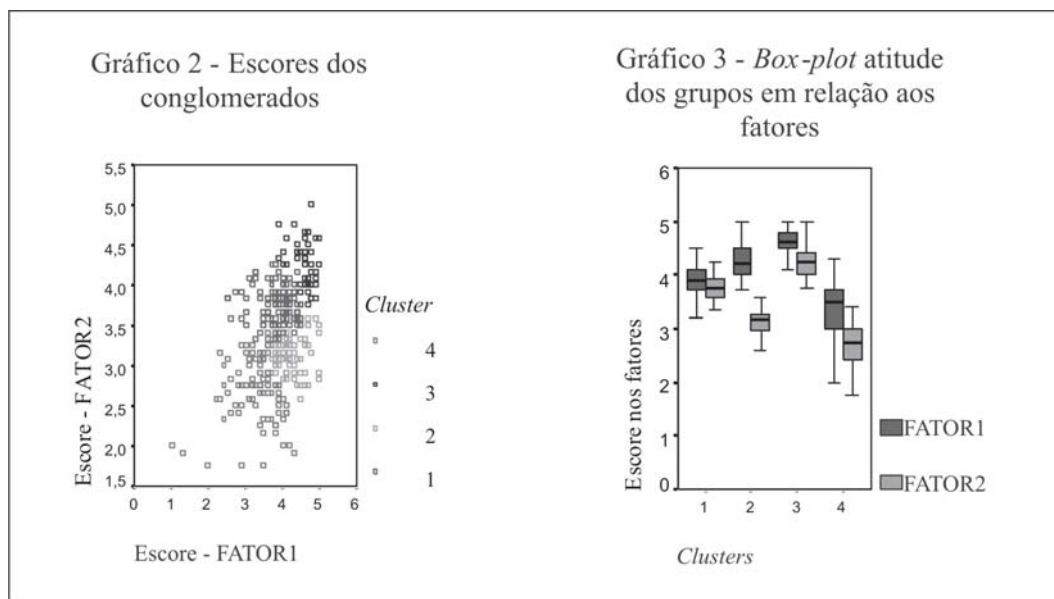 Gráfico 2 - Escores dos
conglomerados
5,5
5,0
4,5
4,0
3,5
3,0
2,5
2,0
1,5
Escore - FATOR2
0 1 2 3 4 5 6
Escore - FATOR1
Cluster
4
3
2
1
Gráfico 3 - Box-plot atitude
dos grupos em relação aos
fatores
6
5
4
3
2
1
0
Escore nos fatores
1 2 3 4
Clusters
FATOR1
FATOR2